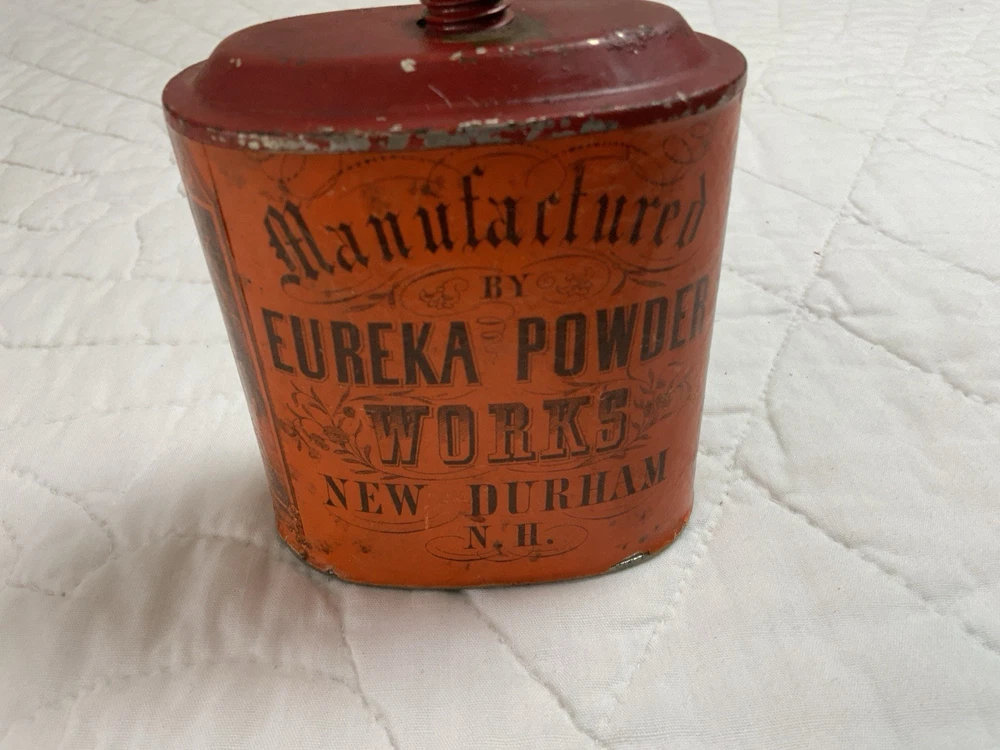 Manufactured
BY
EUREKA POWDER
WORKS
NEW DURHAM
N.H.